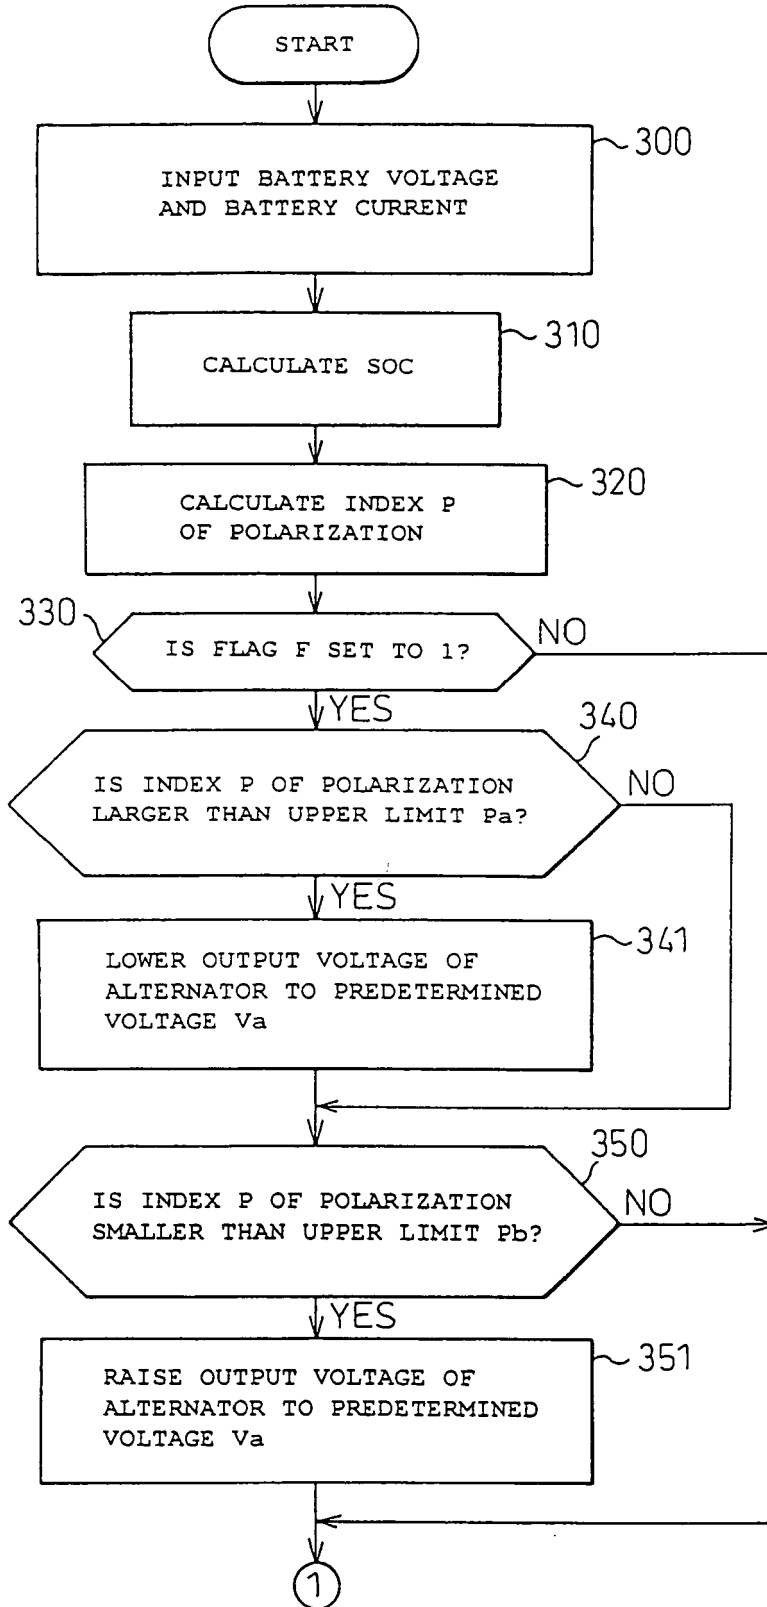 START
300
INPUT BATTERY VOLTAGE
AND BATTERY CURRENT
310
CALCULATE SOC
320
CALCULATE INDEX P
OF POLARIZATION
330
IS FLAG F SET TO 1?
NO
YES
340
IS INDEX P OF POLARIZATION
LARGER THAN UPPER LIMIT Pa?
NO
YES
341
LOWER OUTPUT VOLTAGE OF
ALTERNATOR TO PREDETERMINED
VOLTAGE Va
350
IS INDEX P OF POLARIZATION
SMALLER THAN UPPER LIMIT Pb?
NO
YES
351
RAISE OUTPUT VOLTAGE OF
ALTERNATOR TO PREDETERMINED
VOLTAGE Va
1